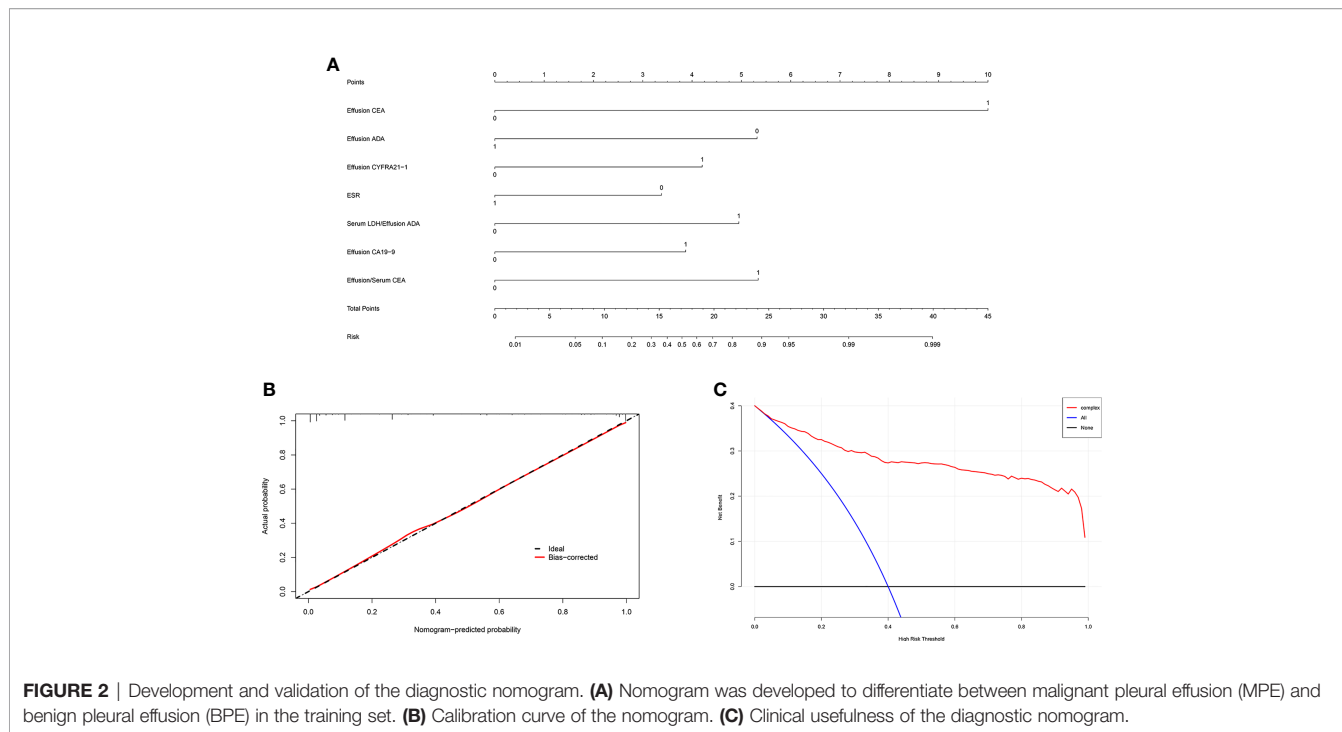 A
0 1 2 3 4 5 6 7 8 9 10
Points
1
Effusion CEA
0
0
Effusion ADA
1
1
Effusion CYFRA21−1
0
0
ESR
1
1
Serum LDH/Effusion ADA
0
1
Effusion CA19−9
0
1
Effusion/Serum CEA
0
Total Points
0 5 10 15 20 25 30 35 40 45
Risk
0.01 0.05 0.1 0.2 0.3 0.4 0.5 0.6 0.7 0.8 0.9 0.95 0.99 0.999
B
Actual probability
1.0
0.8
0.6
0.4
0.2
0.0
Ideal
Bias−corrected
0.0 0.2 0.4 0.6 0.8 1.0
Nomogram−predicted probability
C
Net Benefit
0.4
0.3
0.2
0.1
0.0
complex
All
None
0.0 0.2 0.4 0.6 0.8 1.0
High Risk Threshold
FIGURE 2 | Development and validation of the diagnostic nomogram. (A) Nomogram was developed to differentiate between malignant pleural effusion (MPE) and
benign pleural effusion (BPE) in the training set. (B) Calibration curve of the nomogram. (C) Clinical usefulness of the diagnostic nomogram.